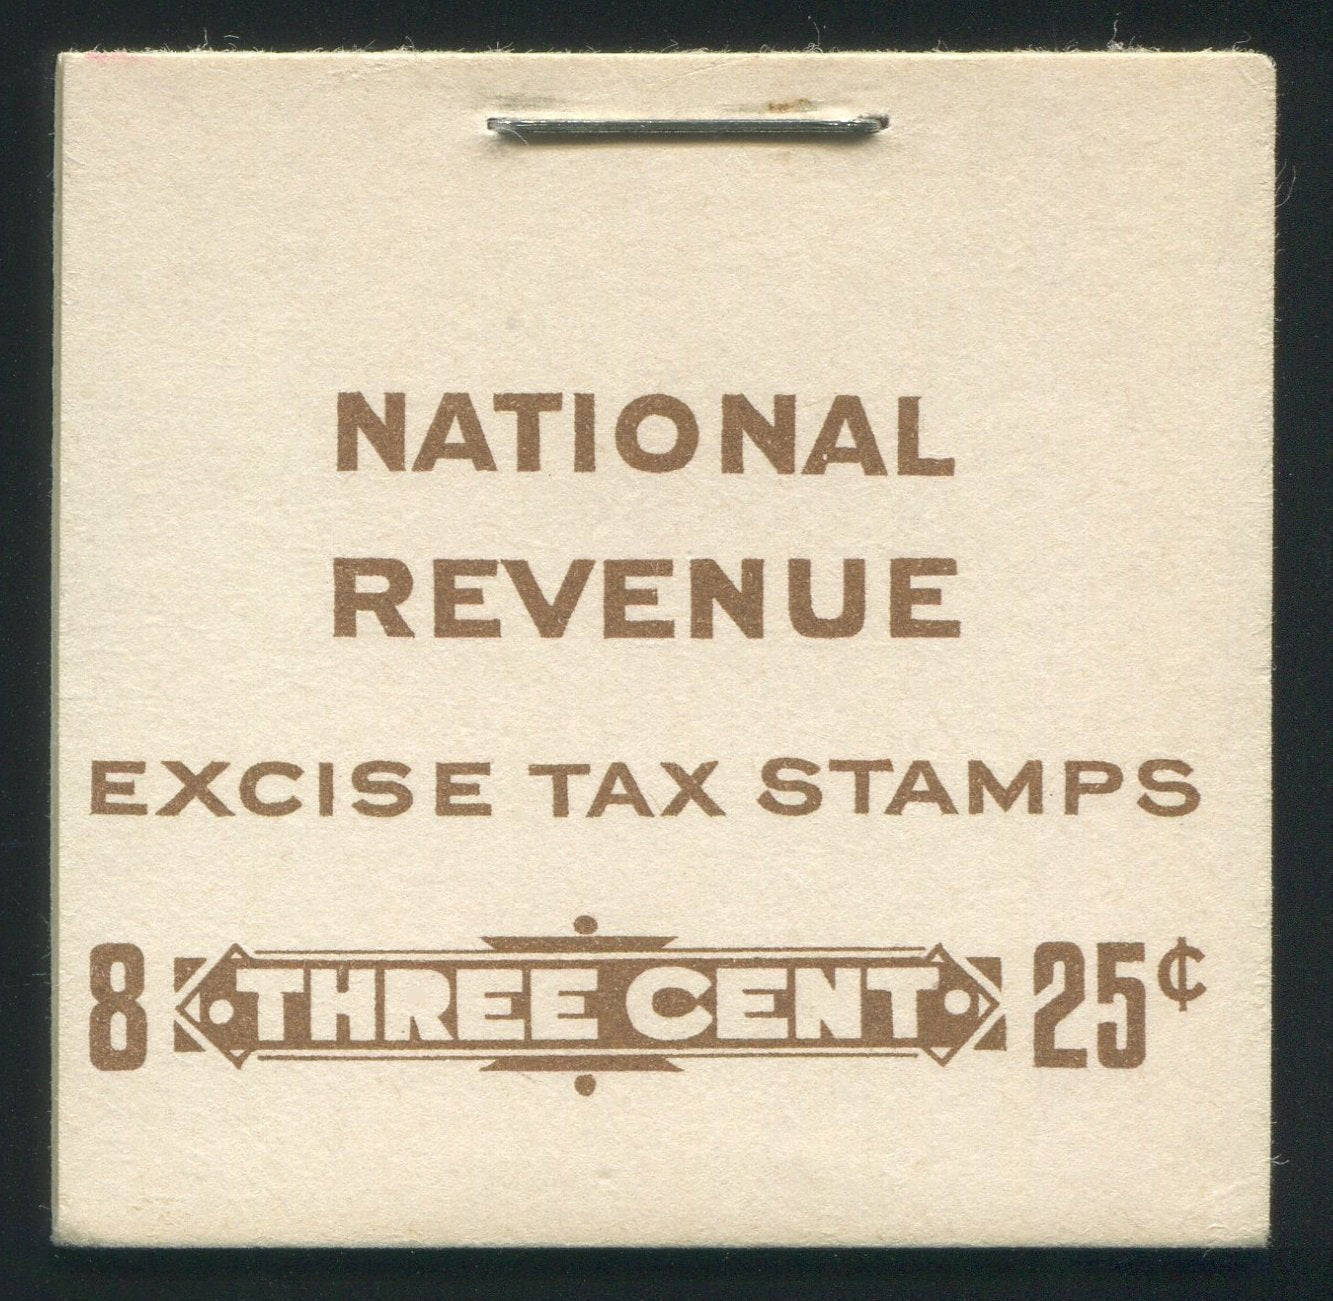 NATIONAL
REVENUE
EXCISE TAX STAMPS
8 THREE CENT 25¢